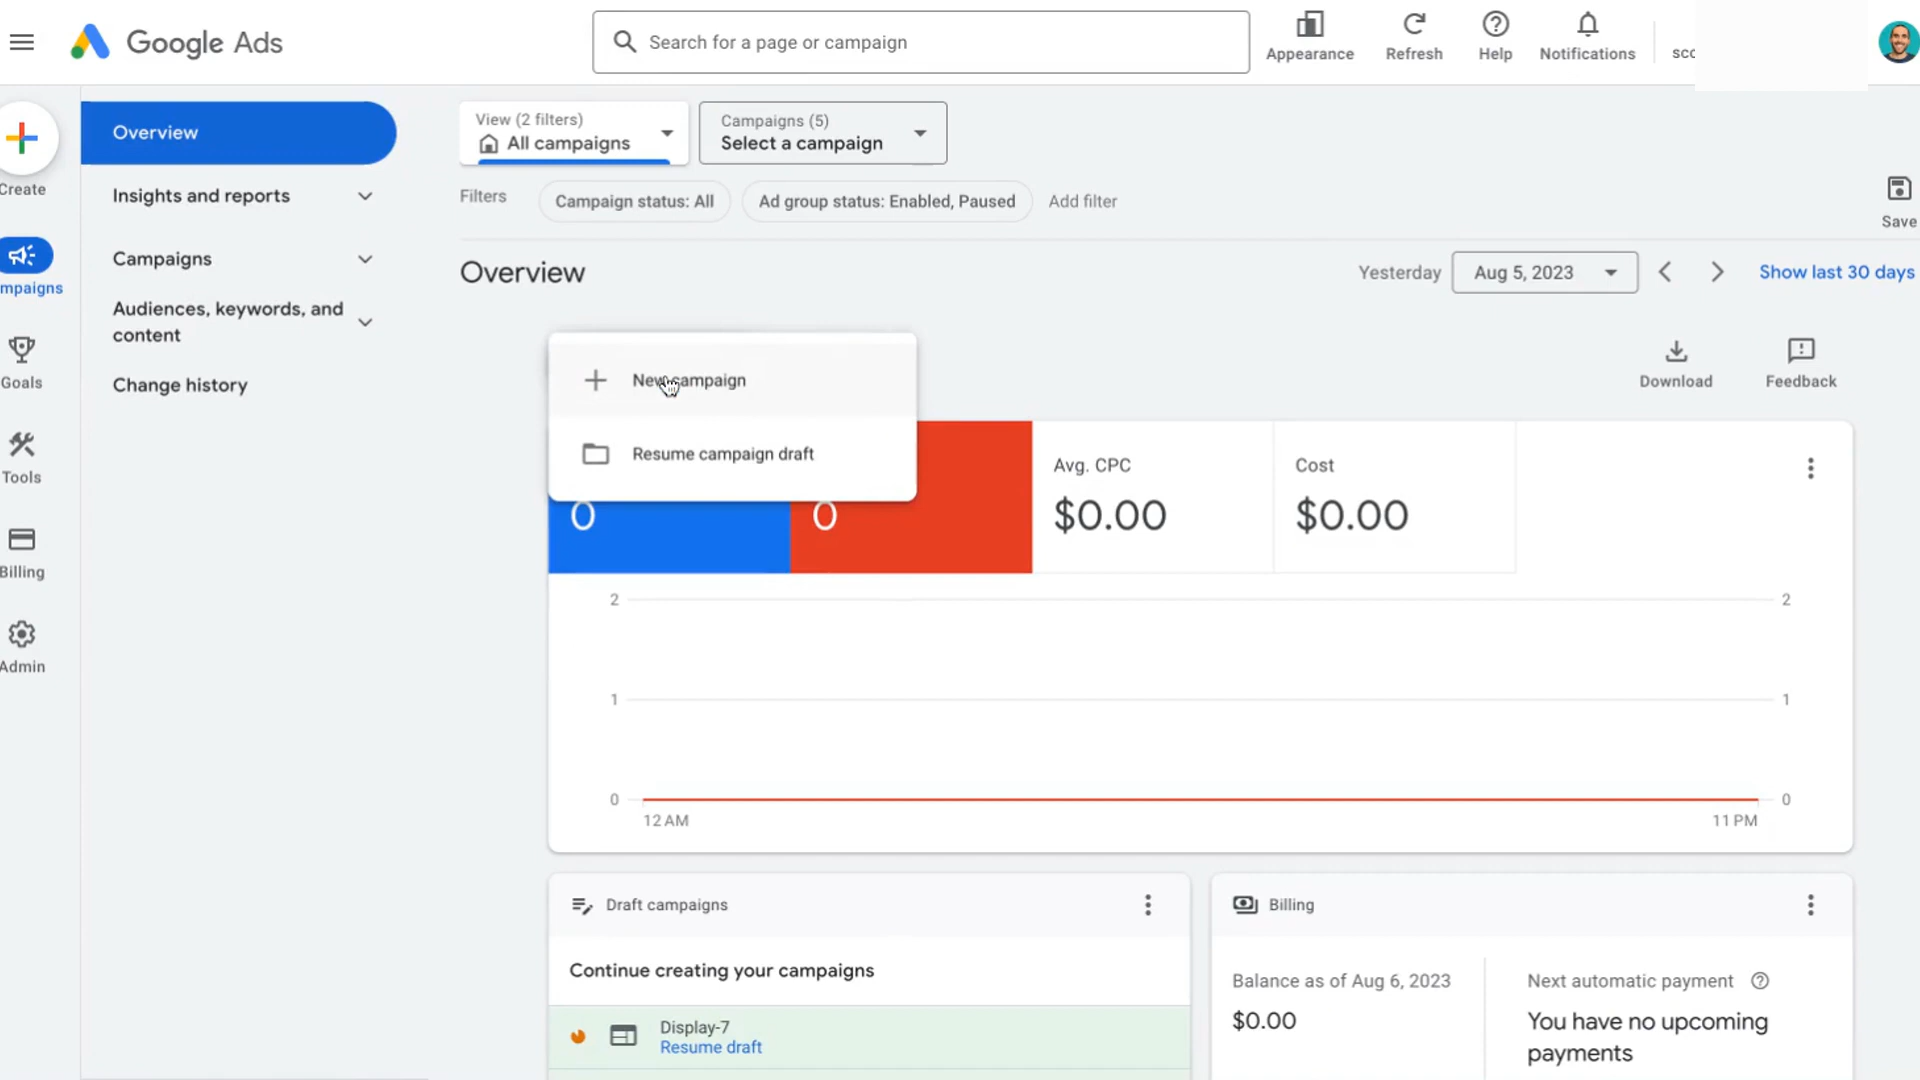 Google Ads
Search for a page or campaign
Appearance
Refresh
Help
Notifications
scc
Create
mpaigns
Goals
Tools
Billing
Admin
Overview
Insights and reports
Campaigns
Audiences, keywords, and
content
Change history
View (2 filters)
All campaigns
Campaigns (5)
Select a campaign
Filters
Campaign status: All
Ad group status: Enabled, Paused
Add filter
Save
Overview
Yesterday
Aug 5, 2023
Show last 30 days
New campaign
Resume campaign draft
Download
Feedback
0
0
Avg. CPC
$0.00
Cost
$0.00
2
2
1
1
0
0
12 AM
11 PM
Draft campaigns
Continue creating your campaigns
Display-7
Resume draft
Billing
Balance as of Aug 6, 2023
$0.00
Next automatic payment
You have no upcoming
payments